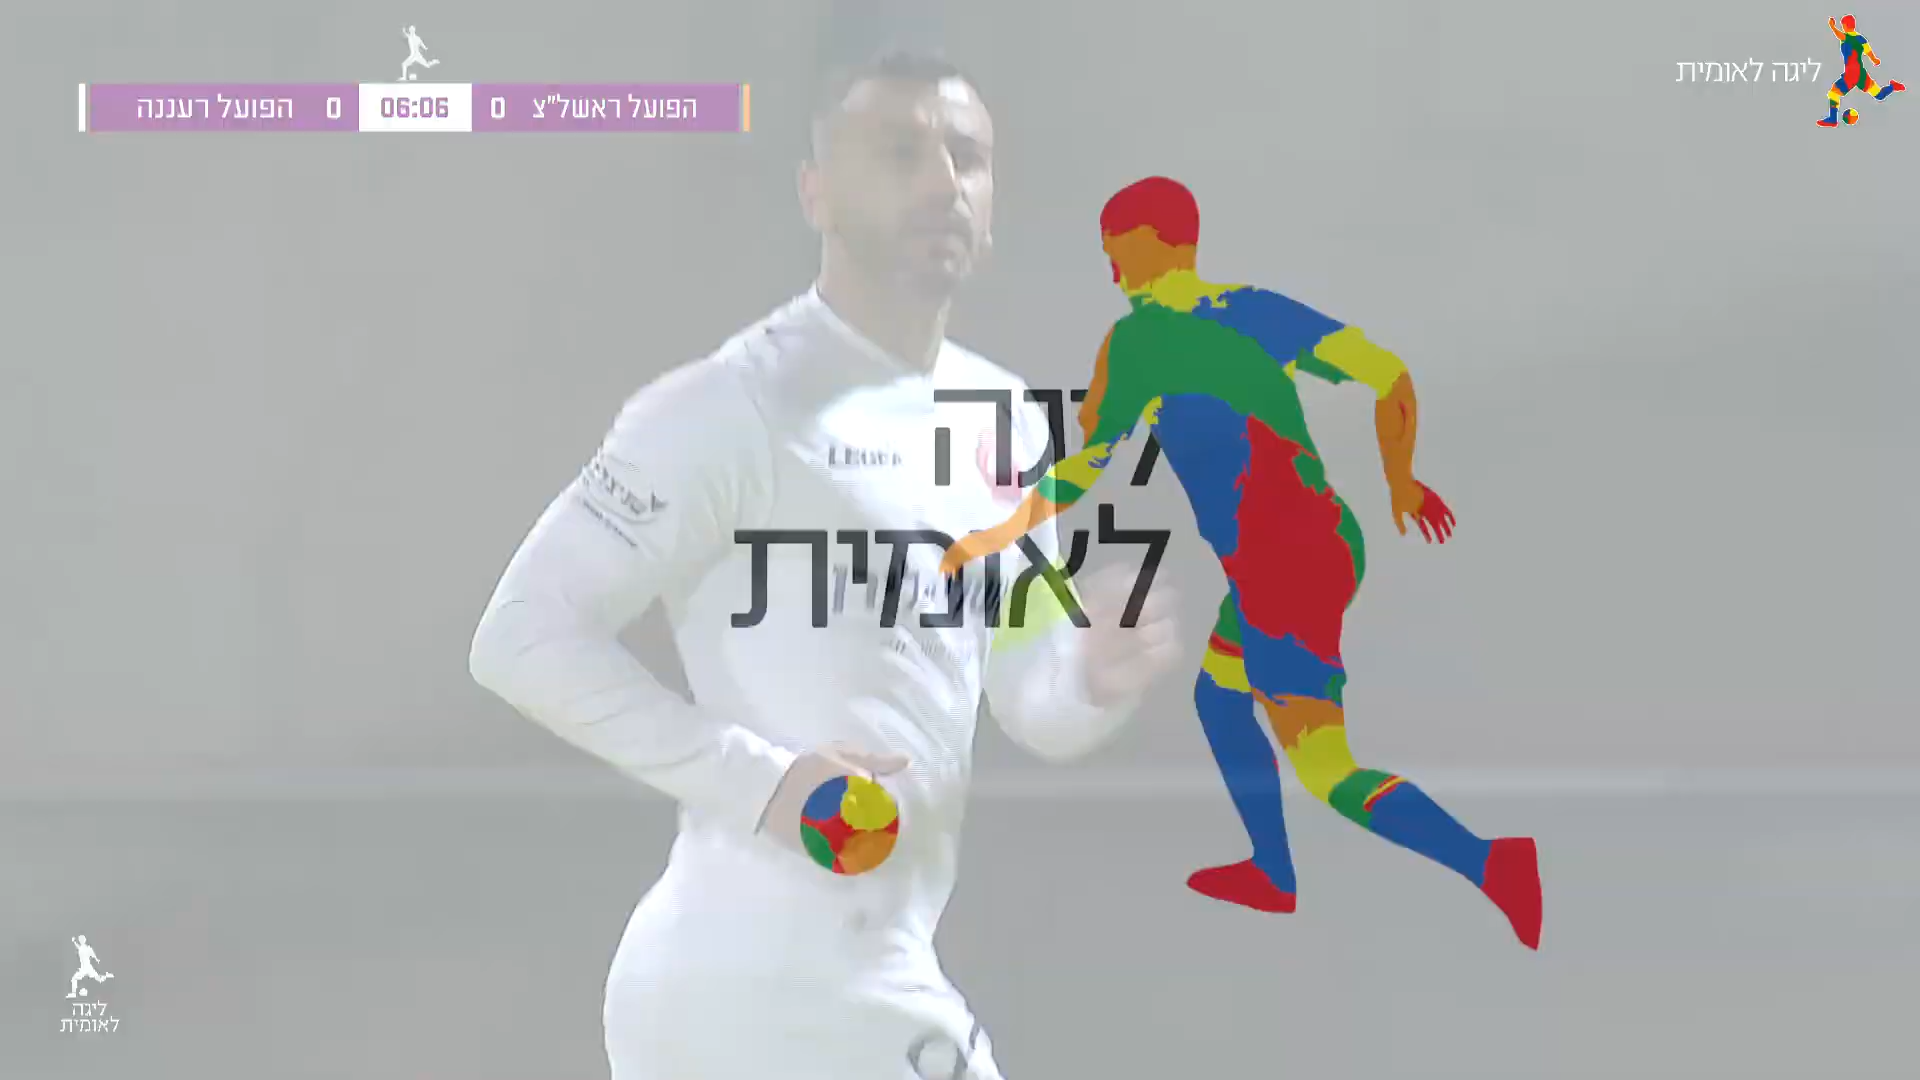 ליגה לאומית
הפועל ראשל"צ 0 06:06 0 הפועל רעננה
ליגה
לאומית
ליגה
לאומית